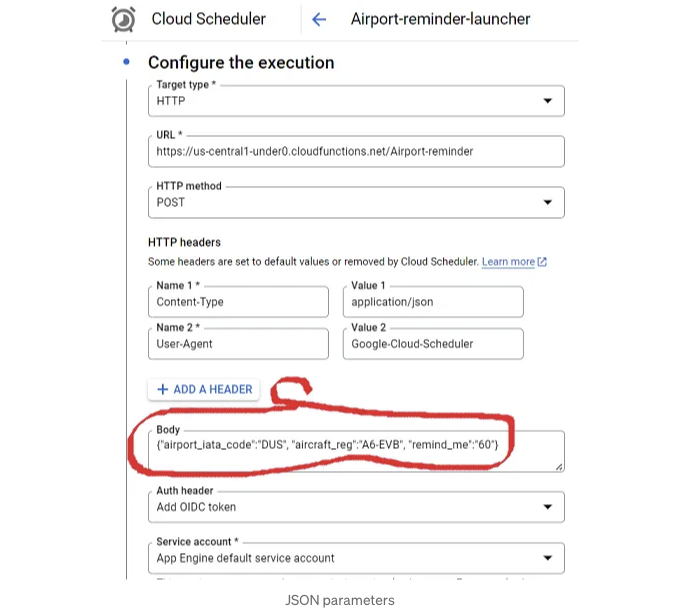 Cloud Scheduler
Airport-reminder-launcher
Configure the execution
Target type *
HTTP
URL *
https://us-central1-under0.cloudfunctions.net/Airport-reminder
HTTP method
POST
HTTP headers
Some headers are set to default values or removed by Cloud Scheduler. Learn more
Name 1 *
Content-Type
Value 1
application/json
Name 2 *
User-Agent
Value 2
Google-Cloud-Scheduler
+ ADD A HEADER
Body
{"airport_iata_code":"DUS", "aircraft_reg":"A6-EVB", "remind_me":"60"}
Auth header
Add OIDC token
Service account *
App Engine default service account
JSON parameters